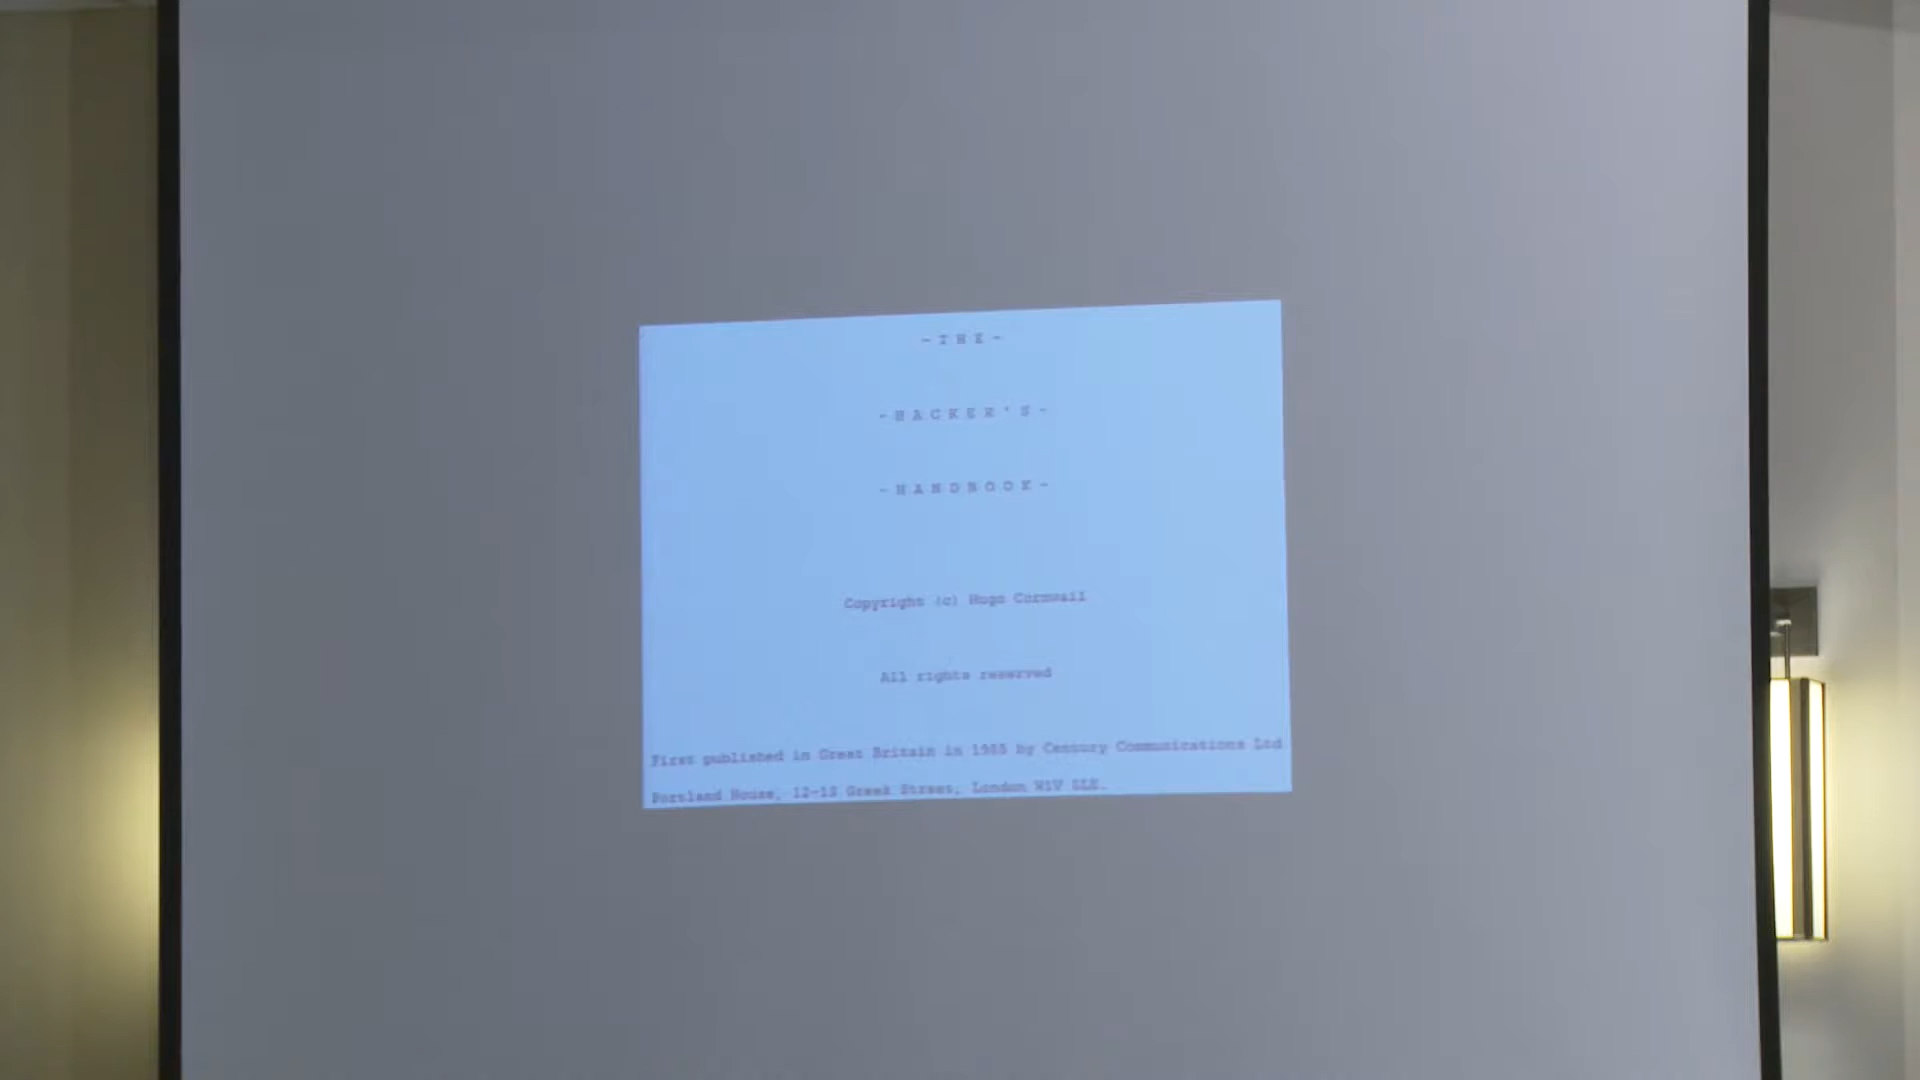 - T H E -
- H A C K E R ' S -
- H A N D B O O K -
Copyright (c) Hugo Cornwall
All rights reserved
First published in Great Britain in 1985 by Century Communications Ltd
Portland House, 12-13 Greek Street, London W1V 5LE.